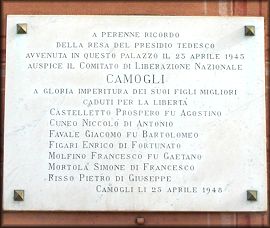 A PERENNE RICORDO
DELLA RESA DEL PRESIDIO TEDESCO
AVVENUTA IN QUESTO PALAZZO IL 25 APRILE 1945
AUSPICE IL COMITATO DI LIBERAZIONE NAZIONALE
CAMOGLI
A GLORIA IMPERITURA DEI SUOI FIGLI MIGLIORI
CADUTI PER LA LIBERTÀ
CASTELLETTO PROSPERO FU AGOSTINO
CUNEO NICCOLÒ DI ANTONIO
FAVALE GIACOMO FU BARTOLOMEO
FIGARI ENRICO DI FORTUNATO
MOLFINO FRANCESCO FU GAETANO
MORTOLA SIMONE DI FRANCESCO
RISSO PIETRO DI GIUSEPPE
CAMOGLI LI 25 APRILE 1948